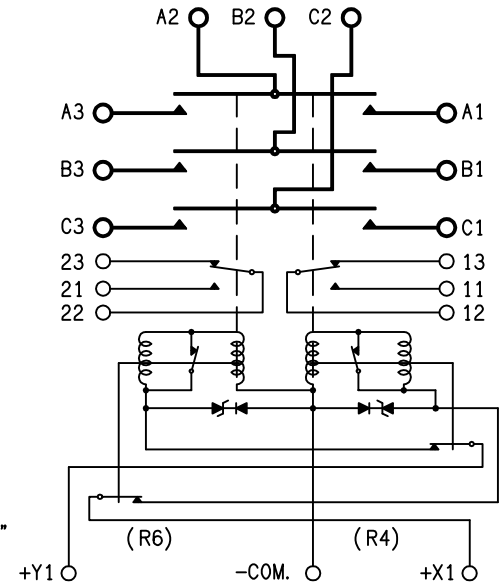 A2 B2 C2
A3 A1
B3 B1
C3 C1
23 13
21 11
22 12
"
(R6) (R4)
+Y1 -COM. +X1